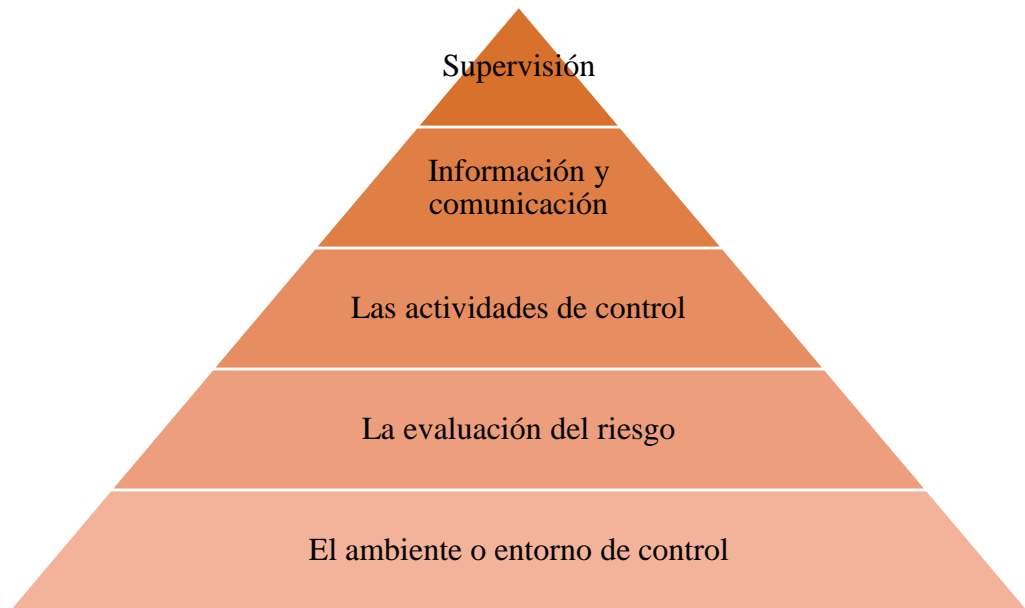 Supervisión
Información y
comunicación
Las actividades de control
La evaluación del riesgo
El ambiente o entorno de control